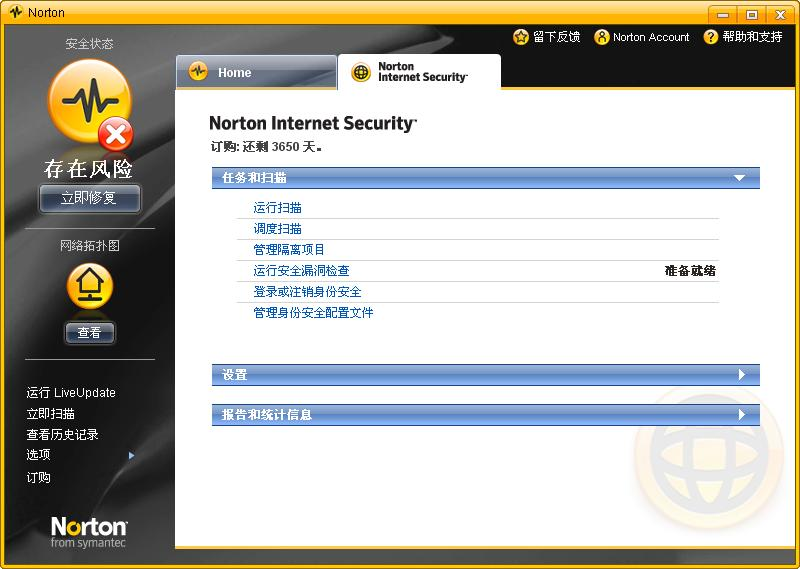 Norton
安全状态
存在风险
立即修复
网络拓扑图
查看
运行 LiveUpdate
立即扫描
查看历史记录
选项
订购
Norton
from symantec
留下反馈
Norton Account
帮助和支持
Home
Norton
Internet Security
Norton Internet Security
订购: 还剩 3650 天。
任务和扫描
运行扫描
调度扫描
管理隔离项目
运行安全漏洞检查 准备就绪
登录或注销身份安全
管理身份安全配置文件
设置
报告和统计信息